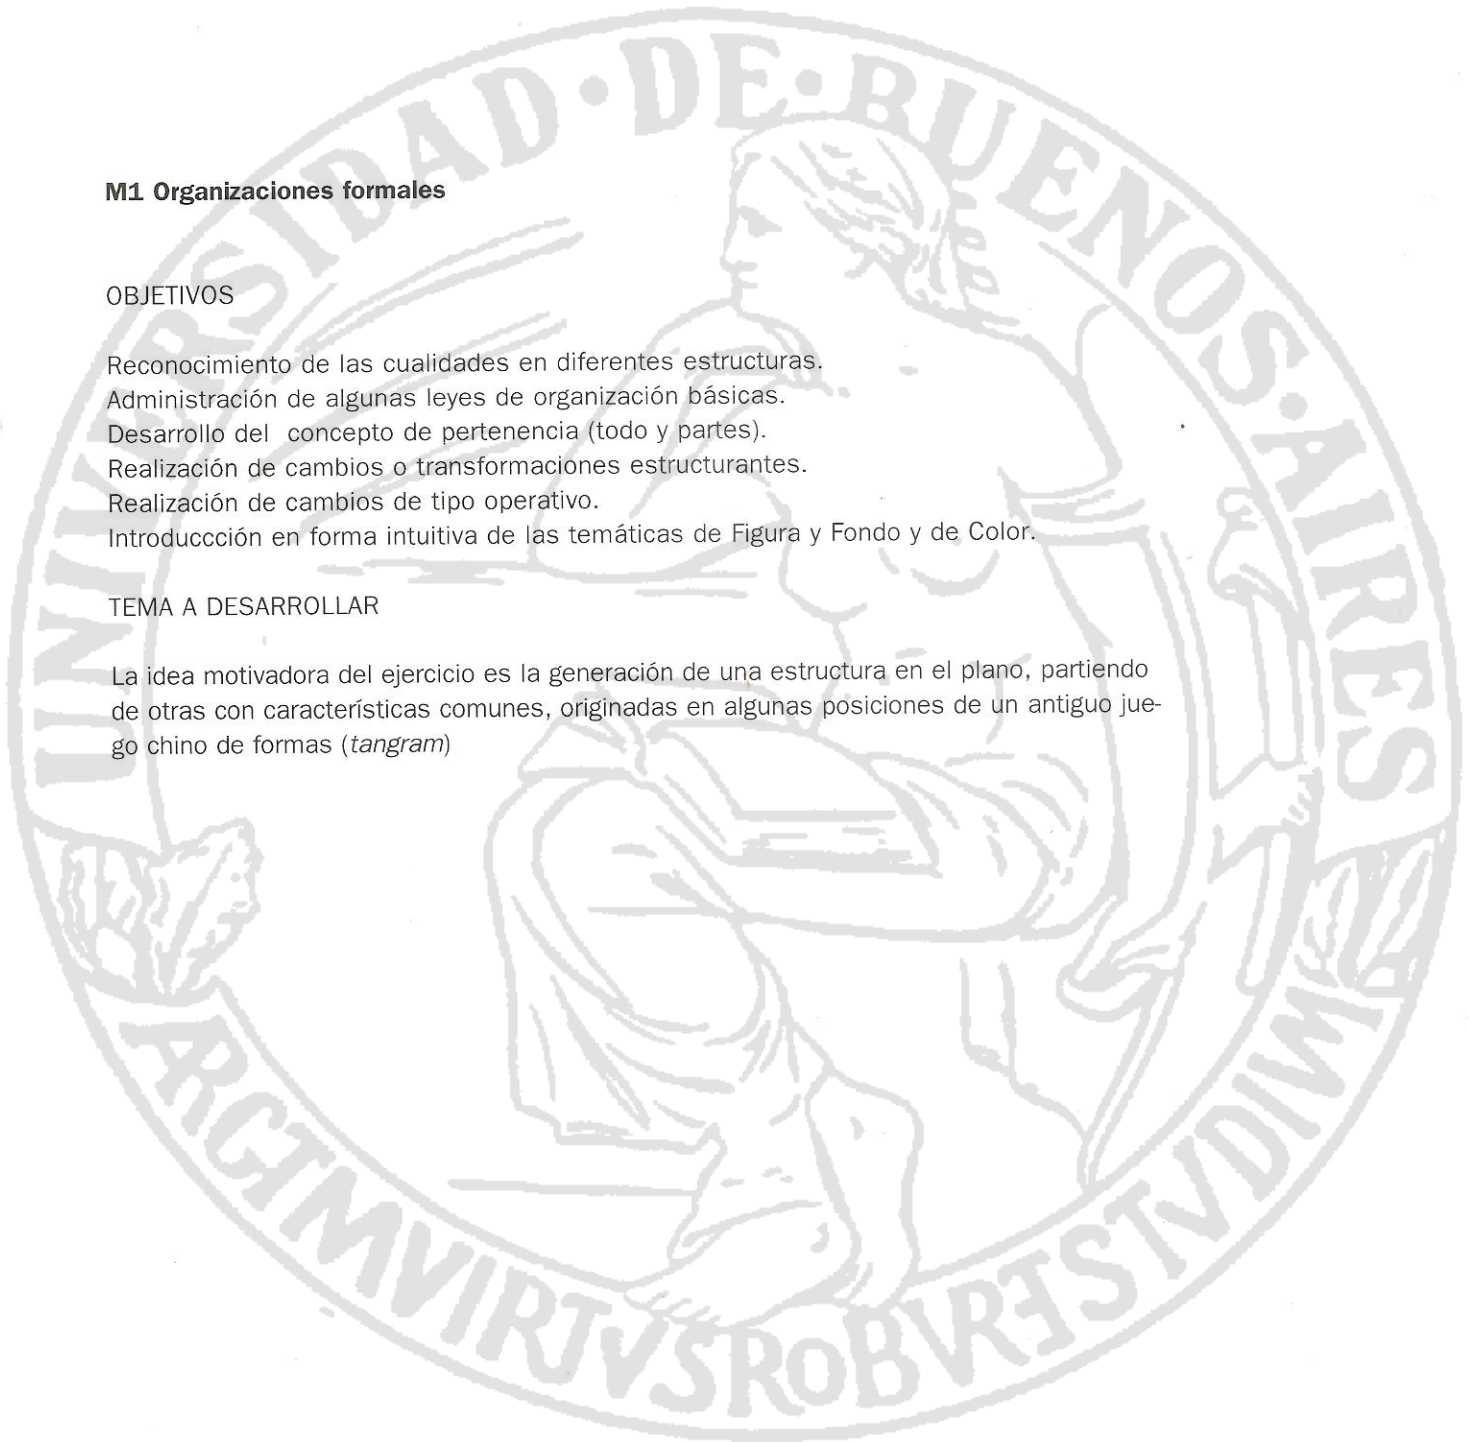 UNIVERSIDAD·DE·BUENOS·AIRES
M1 Organizaciones formales
OBJETIVOS
Reconocimiento de las cualidades en diferentes estructuras.
Administración de algunas leyes de organización básicas.
Desarrollo del concepto de pertenencia (todo y partes).
Realización de cambios o transformaciones estructurantes.
Realización de cambios de tipo operativo.
Introduccción en forma intuitiva de las temáticas de Figura y Fondo y de Color.
TEMA A DESARROLLAR
La idea motivadora del ejercicio es la generación de una estructura en el plano, partiendo
de otras con características comunes, originadas en algunas posiciones de un antiguo jue-
go chino de formas (tangram)
ARGTMVIRTVSROBVRETSTVDIVM